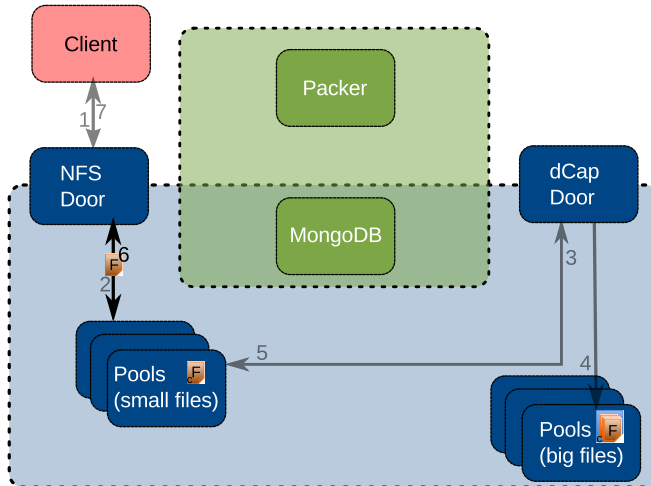 Client
Packer
1
7
NFS
Door
dCap
Door
MongoDB
6
F
2
3
5
4
Pools
F
c
(small files)
Pools
F
c
(big files)